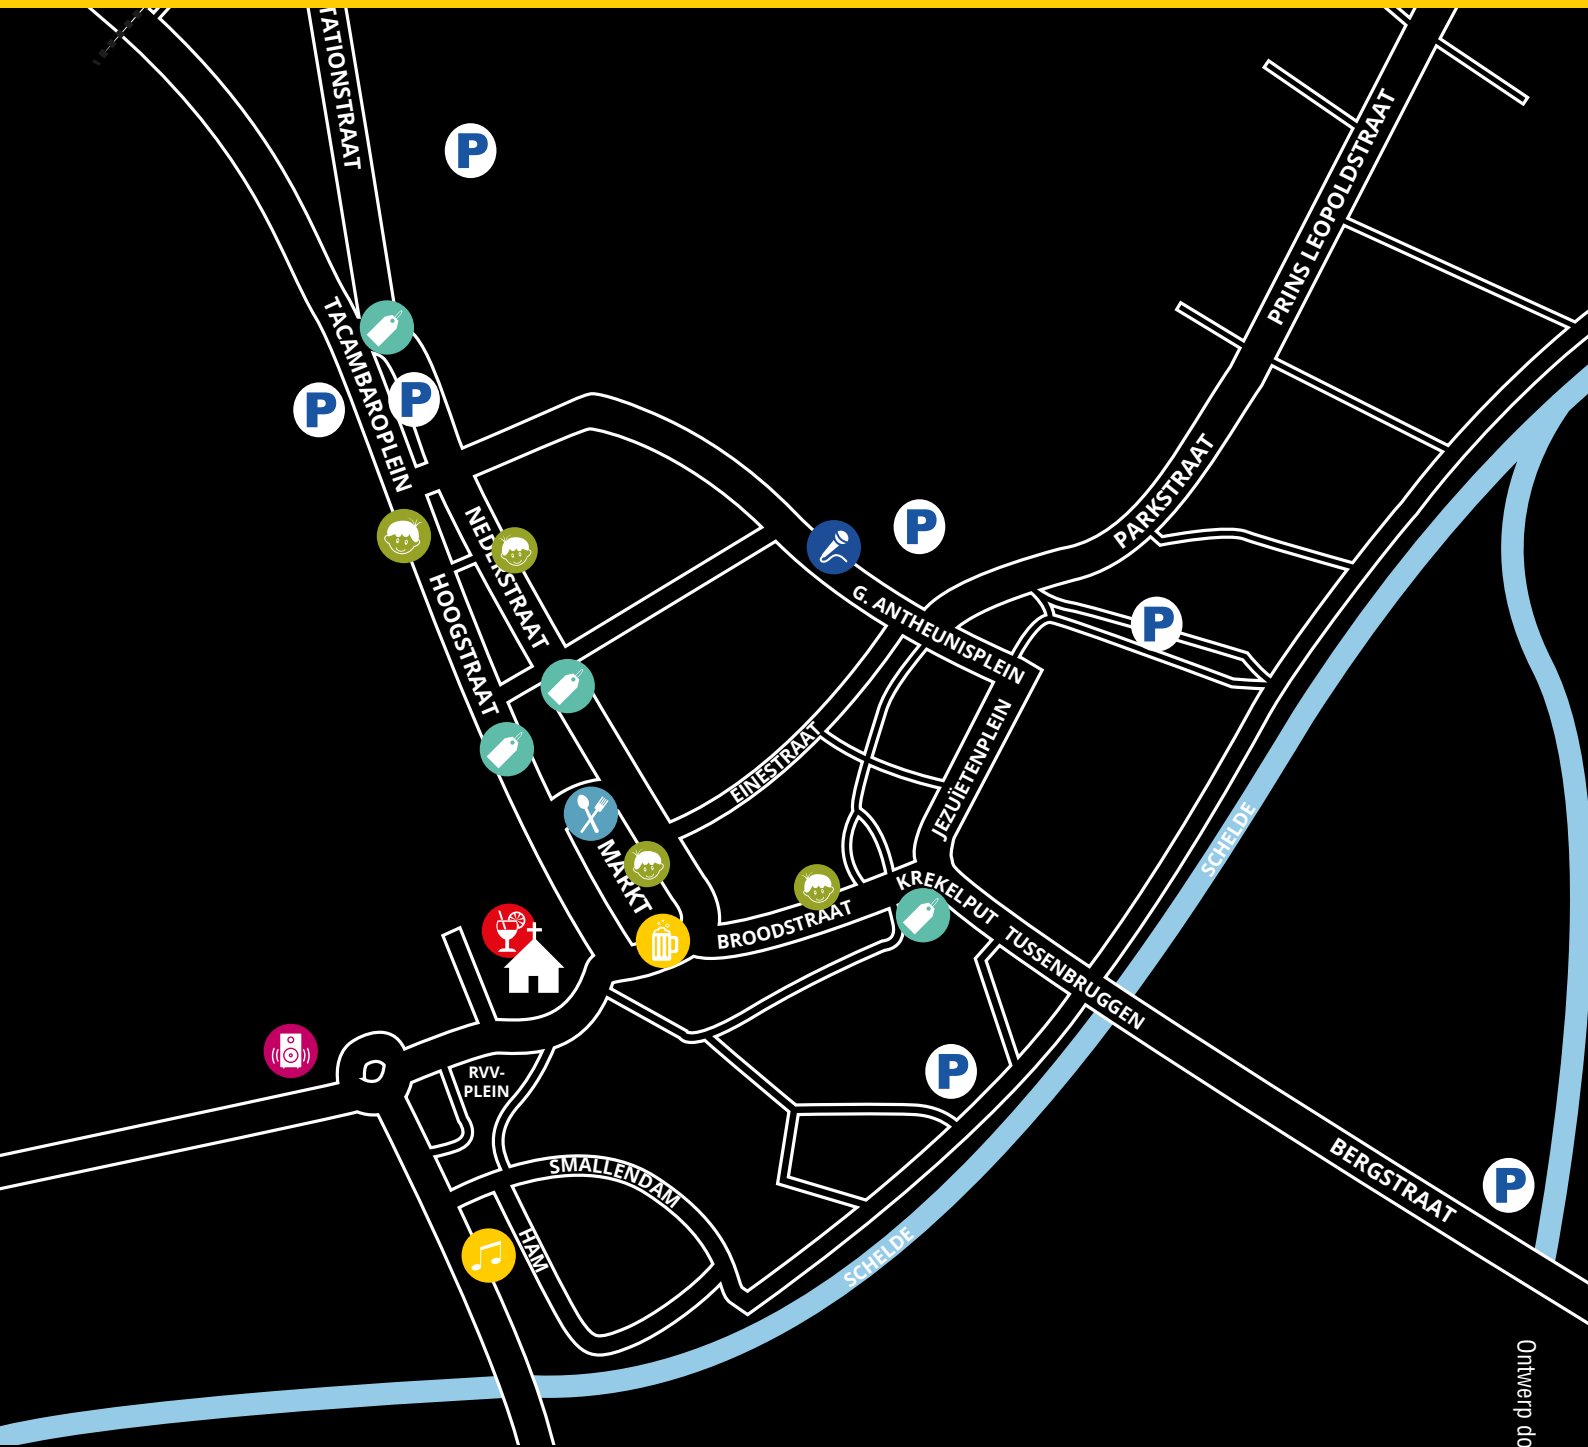 TATIONSTRAAT
P
PRINS LEOPOLDSTRAAT
TACAMBAROPLEIN
P
P
PARKSTRAAT
NEDERSTRAAT
P
HOOGSTRAAT
G. ANTHEUNISPLEIN
P
EINESTRAAT
JEZUÏETENPLEIN
SCHELDE
MARKT
BROODSTRAAT
KREKELPUT
TUSSENBRUGGEN
RVV-
PLEIN
P
SMALLENDAM
HAM
SCHELDE
BERGSTRAAT
P
Ontwerp do